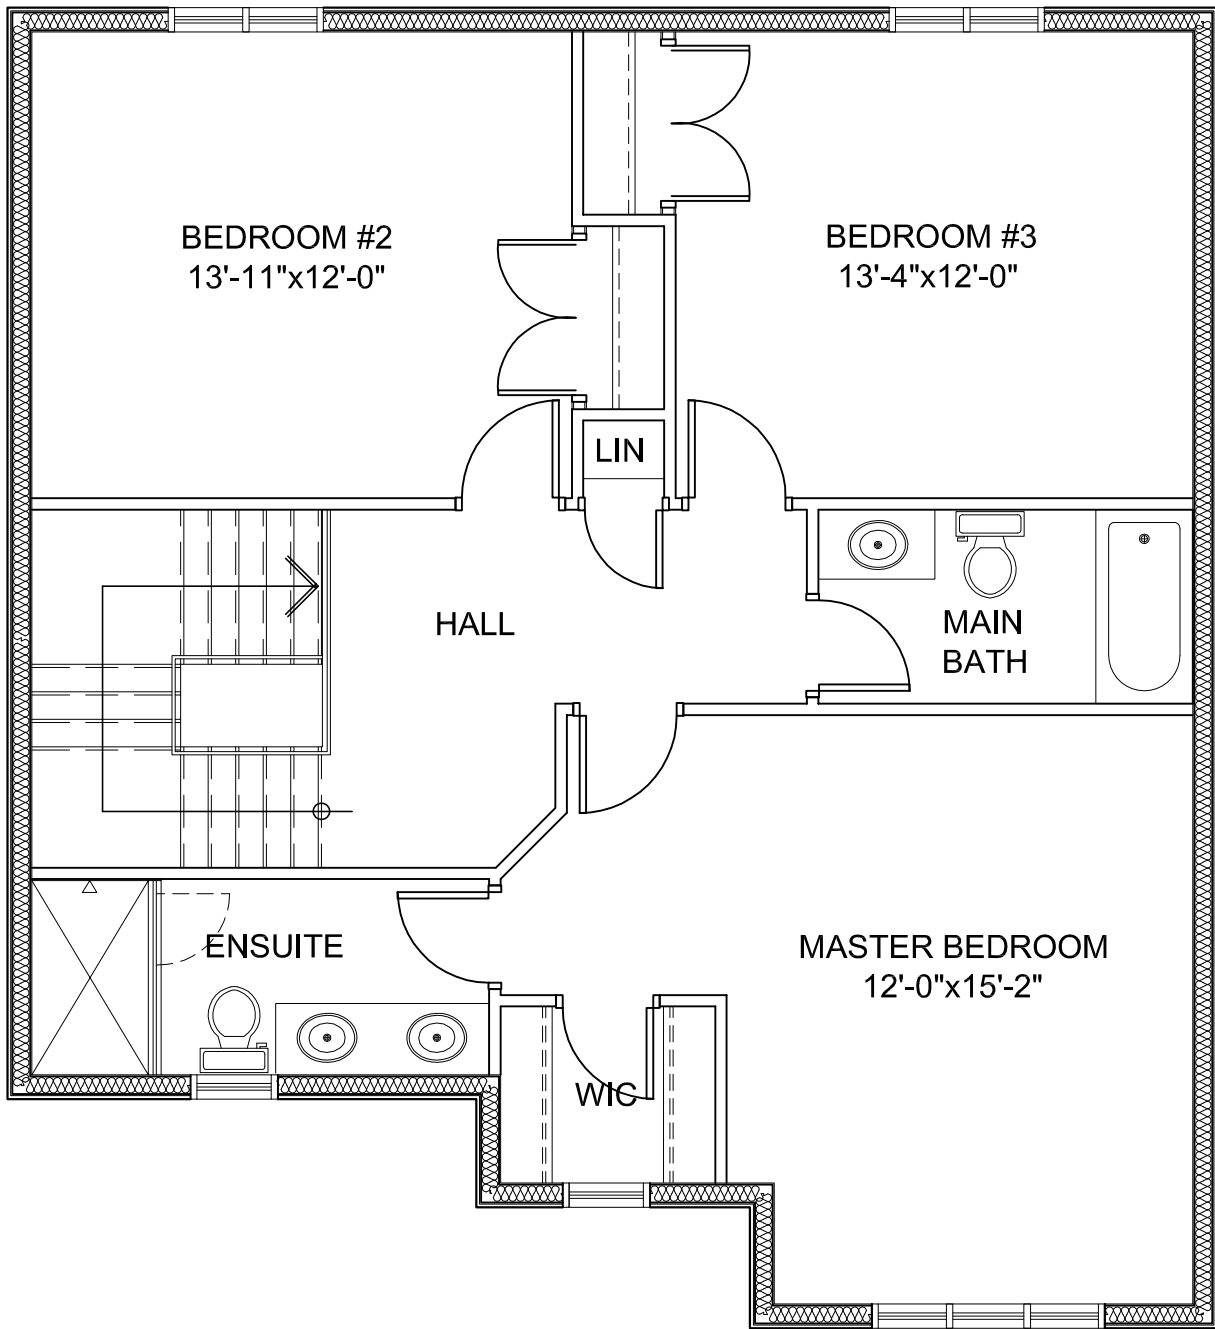 BEDROOM #2
13'-11"x12'-0"
BEDROOM #3
13'-4"x12'-0"
LIN
HALL
MAIN
BATH
ENSUITE
MASTER BEDROOM
12'-0"x15'-2"
WIC